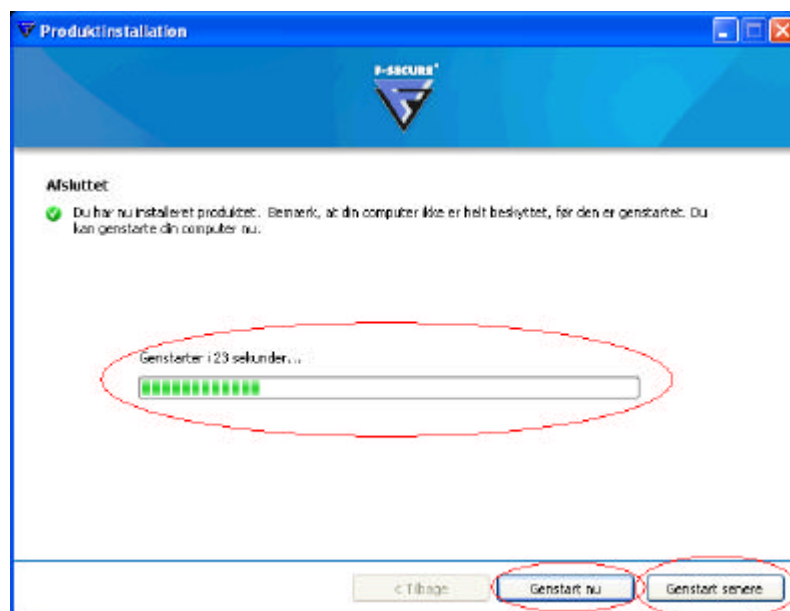 Produktinstallation
F-SECURE®
Afsluttet
Du har nu installeret produktet. Bemærk, at din computer ikke er helt beskyttet, før den er genstartet. Du
kan genstarte din computer nu.
Genstarter i 23 sekunder...
< Tilbage
Genstart nu
Genstart senere